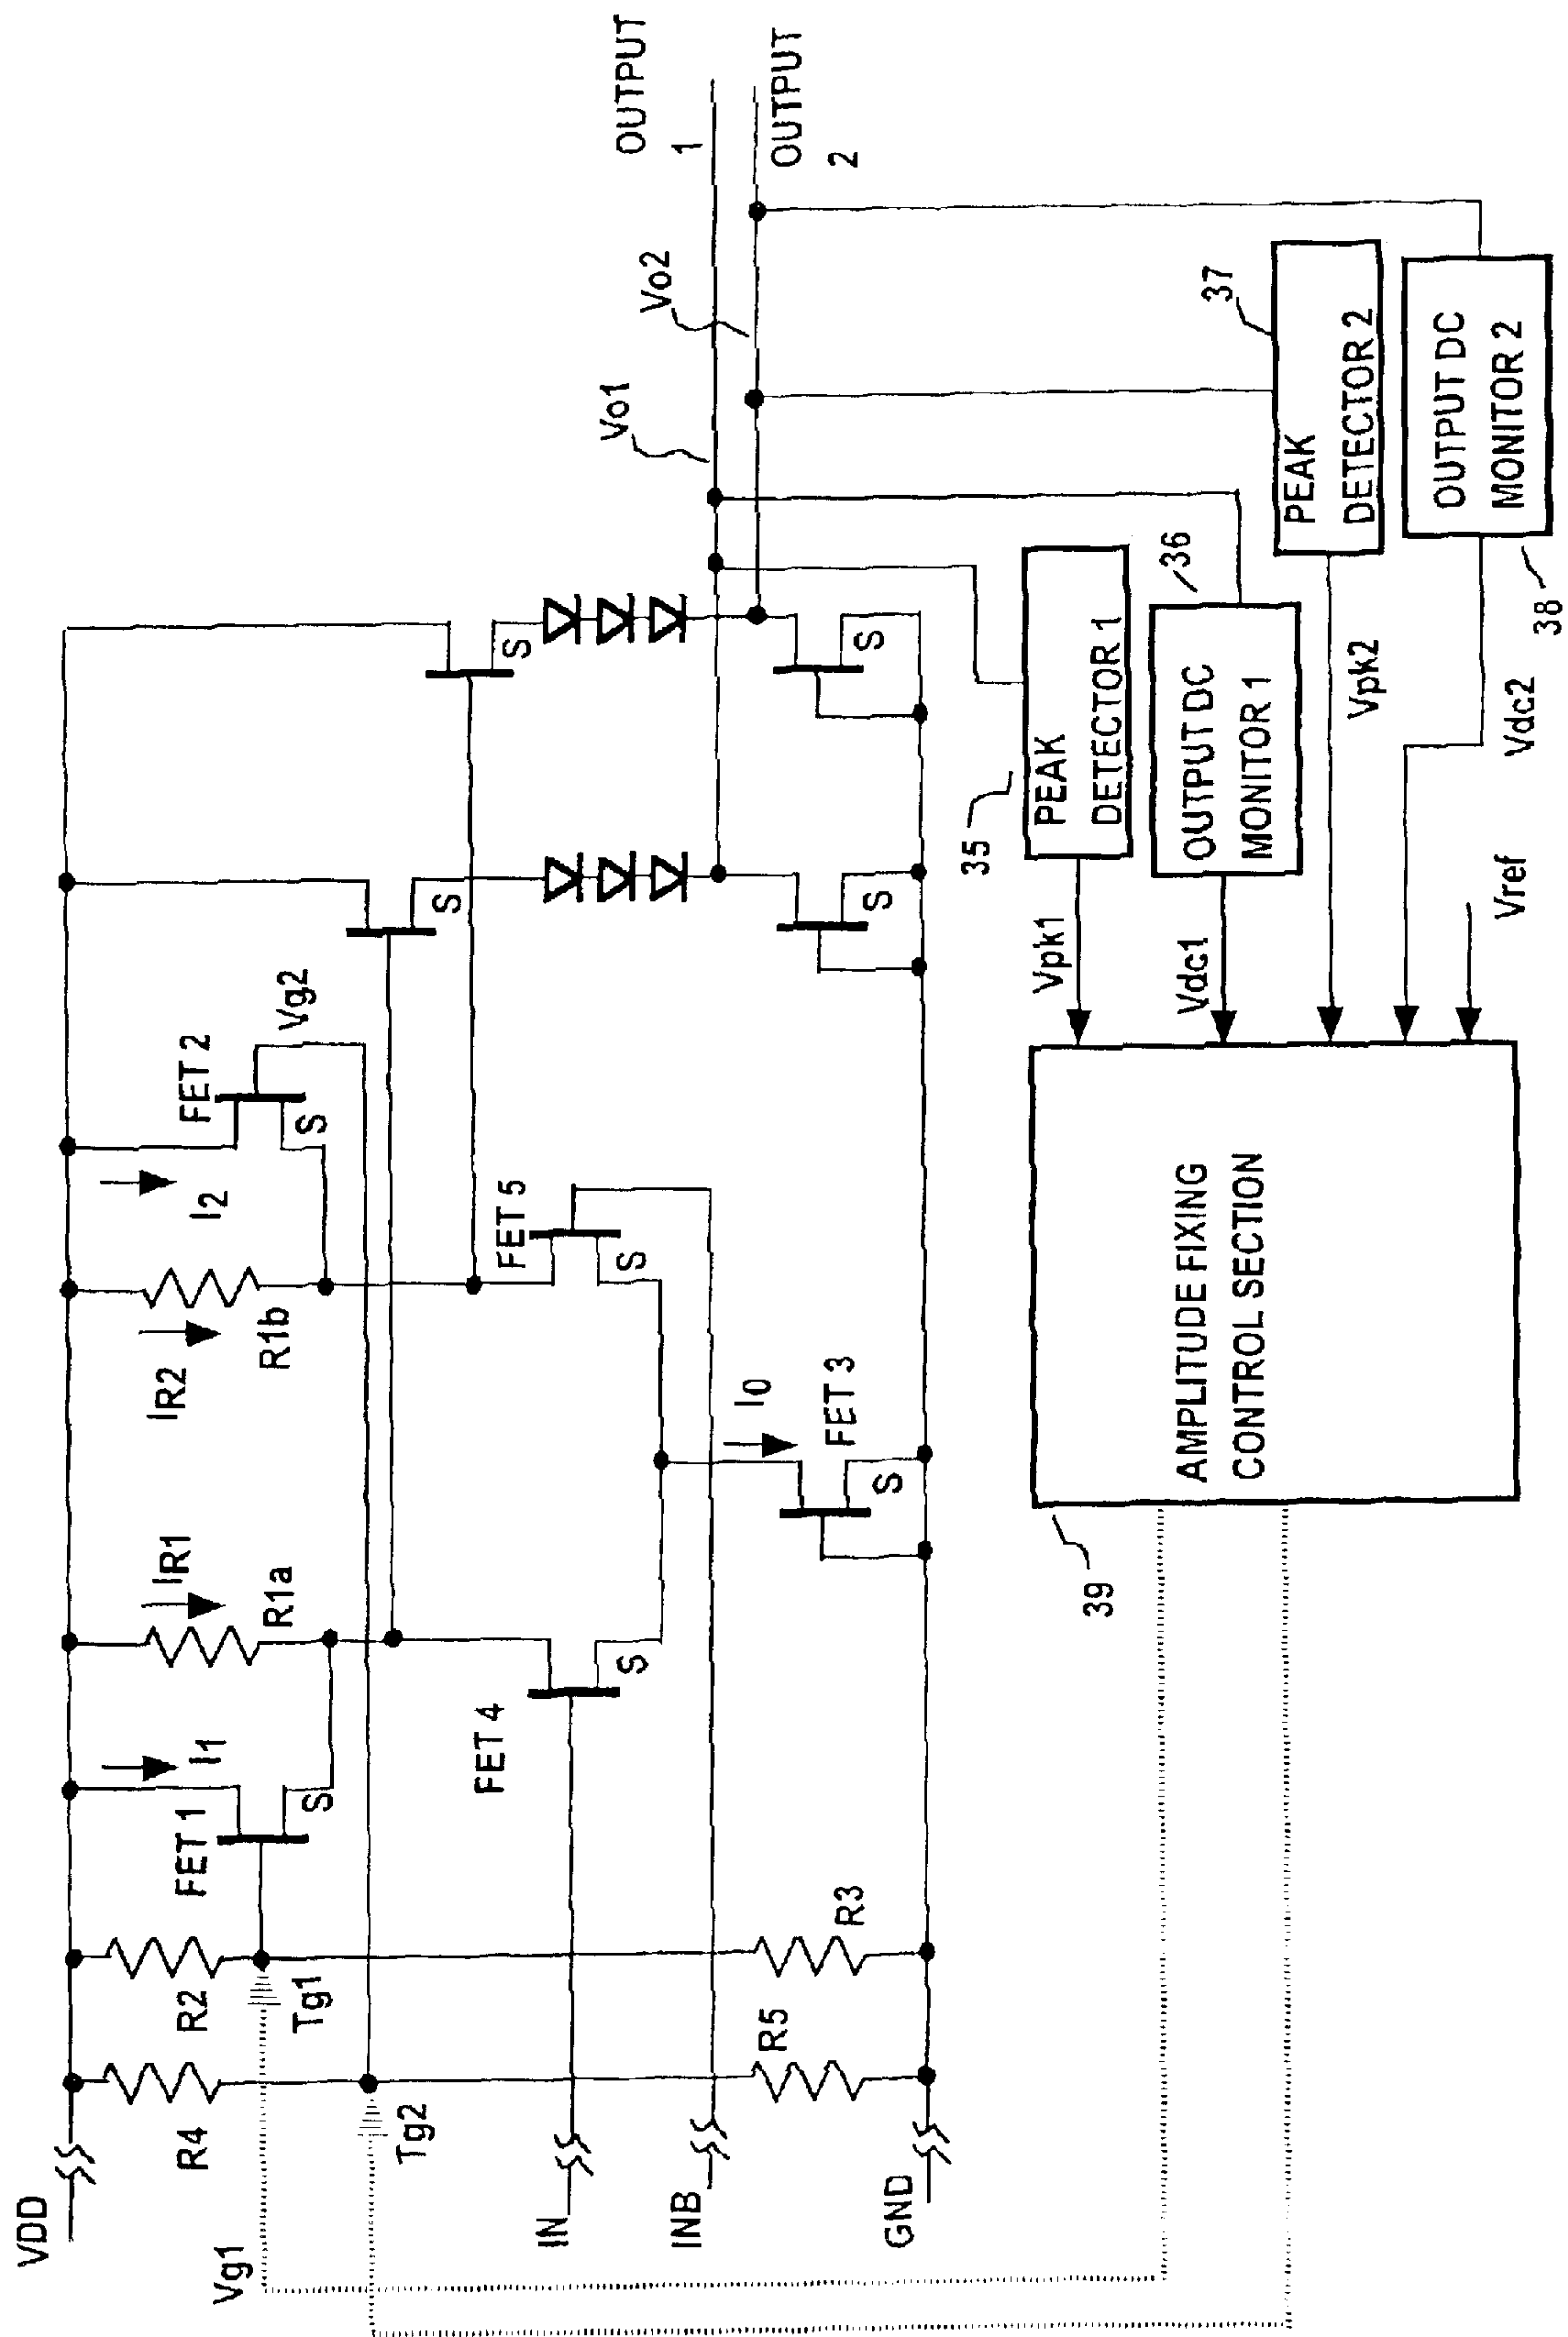 VDD
Vg1
R4
R2
Tg1
Tg2
FET 1
I1
IR1
R1a
IR2
R1b
I2
FET 2
Vg2
S
S
S
S
FET 4
S
FET 5
S
IN
INB
GND
R5
R3
I0
FET 3
S
S
S
Vo1
Vo2
OUTPUT
1
OUTPUT
2
39
AMPLITUDE FIXING
CONTROL SECTION
Vpk1
Vdc1
Vpk2
Vdc2
Vref
35
PEAK
DETECTOR 1
36
OUTPUT DC
MONITOR 1
37
PEAK
DETECTOR 2
38
OUTPUT DC
MONITOR 2